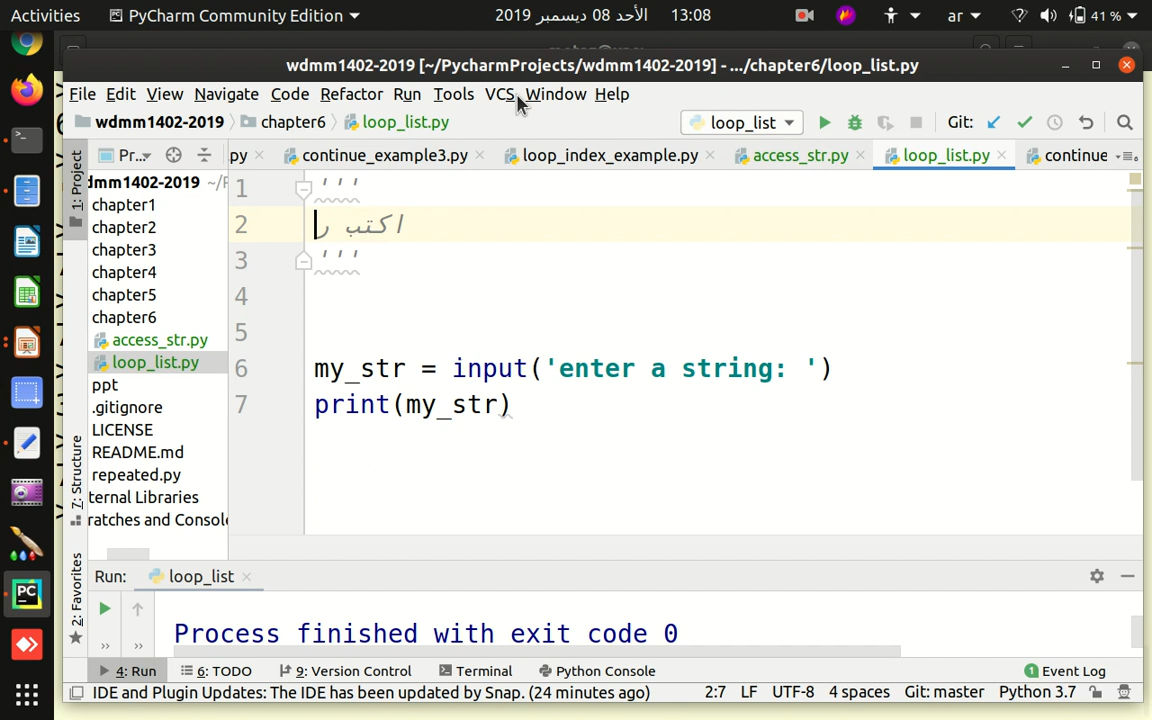 Activities PyCharm Community Edition الأحد 08 ديسمبر 2019 13:08 ar 41 %
wdmm1402-2019 [~/PycharmProjects/wdmm1402-2019] - .../chapter6/loop_list.py
File Edit View Navigate Code Refactor Run Tools VCS Window Help
wdmm1402-2019 chapter6 loop_list.py loop_list Git:
1: Project Pr... .py continue_example3.py loop_index_example.py access_str.py loop_list.py continue
dmm1402-2019 ~/P
chapter1
chapter2
chapter3
chapter4
chapter5
chapter6
access_str.py
loop_list.py
ppt
.gitignore
LICENSE
README.md
repeated.py
ternal Libraries
ratches and Console
1 '''
2 اكتب ر
3 '''
4
5
6 my_str = input('enter a string: ')
7 print(my_str)
7: Structure
2: Favorites
Run: loop_list
Process finished with exit code 0
4: Run 6: TODO 9: Version Control Terminal Python Console 1 Event Log
IDE and Plugin Updates: The IDE has been updated by Snap. (24 minutes ago) 2:7 LF UTF-8 4 spaces Git: master Python 3.7